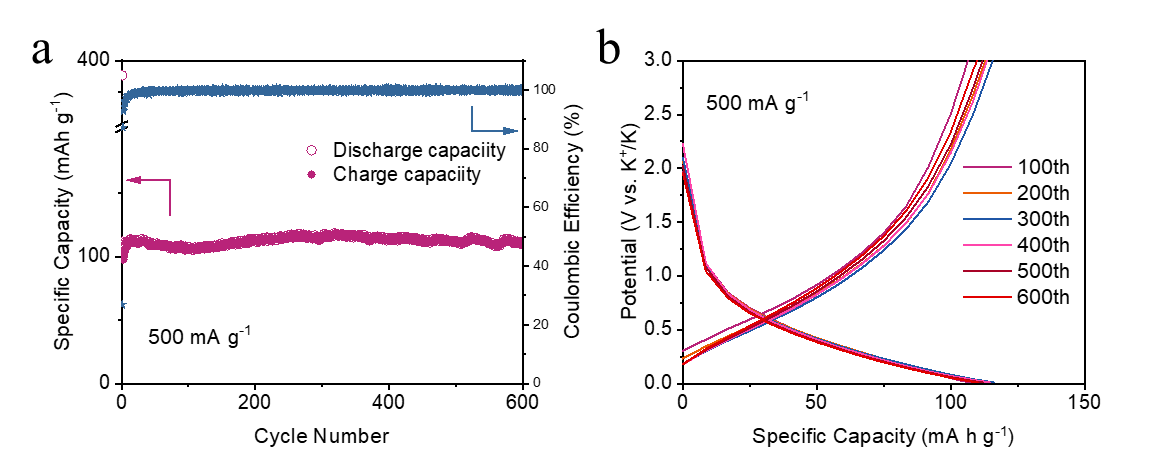 a
400
100
0
Specific Capacity (mAh g⁻¹)
Discharge capaciity
Charge capaciity
500 mA g⁻¹
0
200
400
600
Cycle Number
100
80
60
40
20
0
Coulombic Efficiency (%)
b
3.0
2.5
2.0
1.5
1.0
0.5
0.0
Potential (V vs. K⁺/K)
500 mA g⁻¹
100th
200th
300th
400th
500th
600th
0
50
100
150
Specific Capacity (mA h g⁻¹)